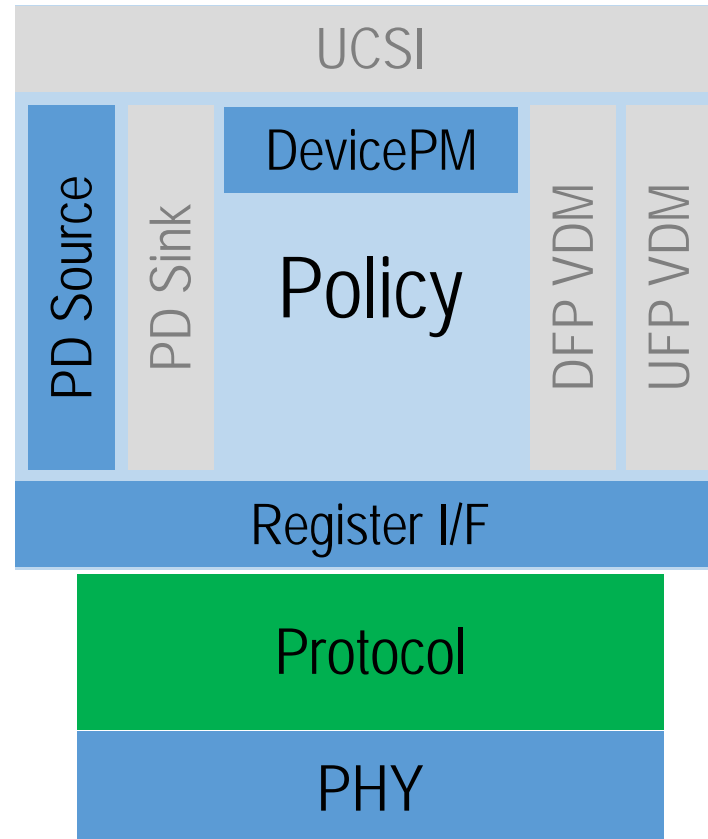 UCSI
PD Source
PD Sink
DevicePM
Policy
DFP VDM
UFP VDM
Register I/F
Protocol
PHY